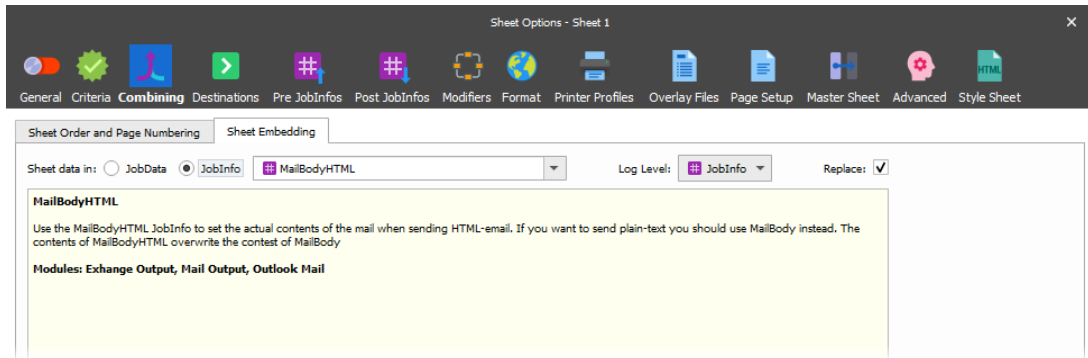 Sheet Options - Sheet 1
General Criteria Combining Destinations Pre JobInfos Post JobInfos Modifiers Format Printer Profiles Overlay Files Page Setup Master Sheet Advanced Style Sheet
HTML
Sheet Order and Page Numbering Sheet Embedding
Sheet data in: JobData JobInfo MailBodyHTML Log Level: JobInfo Replace:
MailBodyHTML
Use the MailBodyHTML JobInfo to set the actual contents of the mail when sending HTML-email. If you want to send plain-text you should use MailBody instead. The
contents of MailBodyHTML overwrite the contest of MailBody
Modules: Exhange Output, Mail Output, Outlook Mail